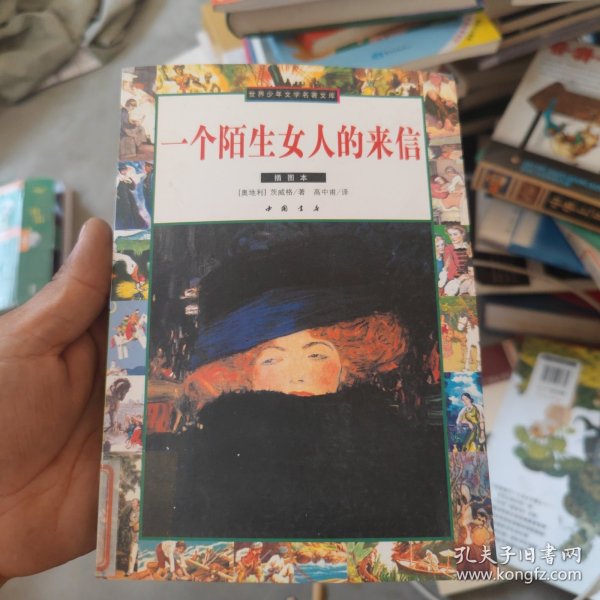 世界少年文学名著文库
一个陌生女人的来信
插图本
[奥地利] 茨威格/著 高中甫/译
中国书店
孔夫子旧书网
www.kongfz.com